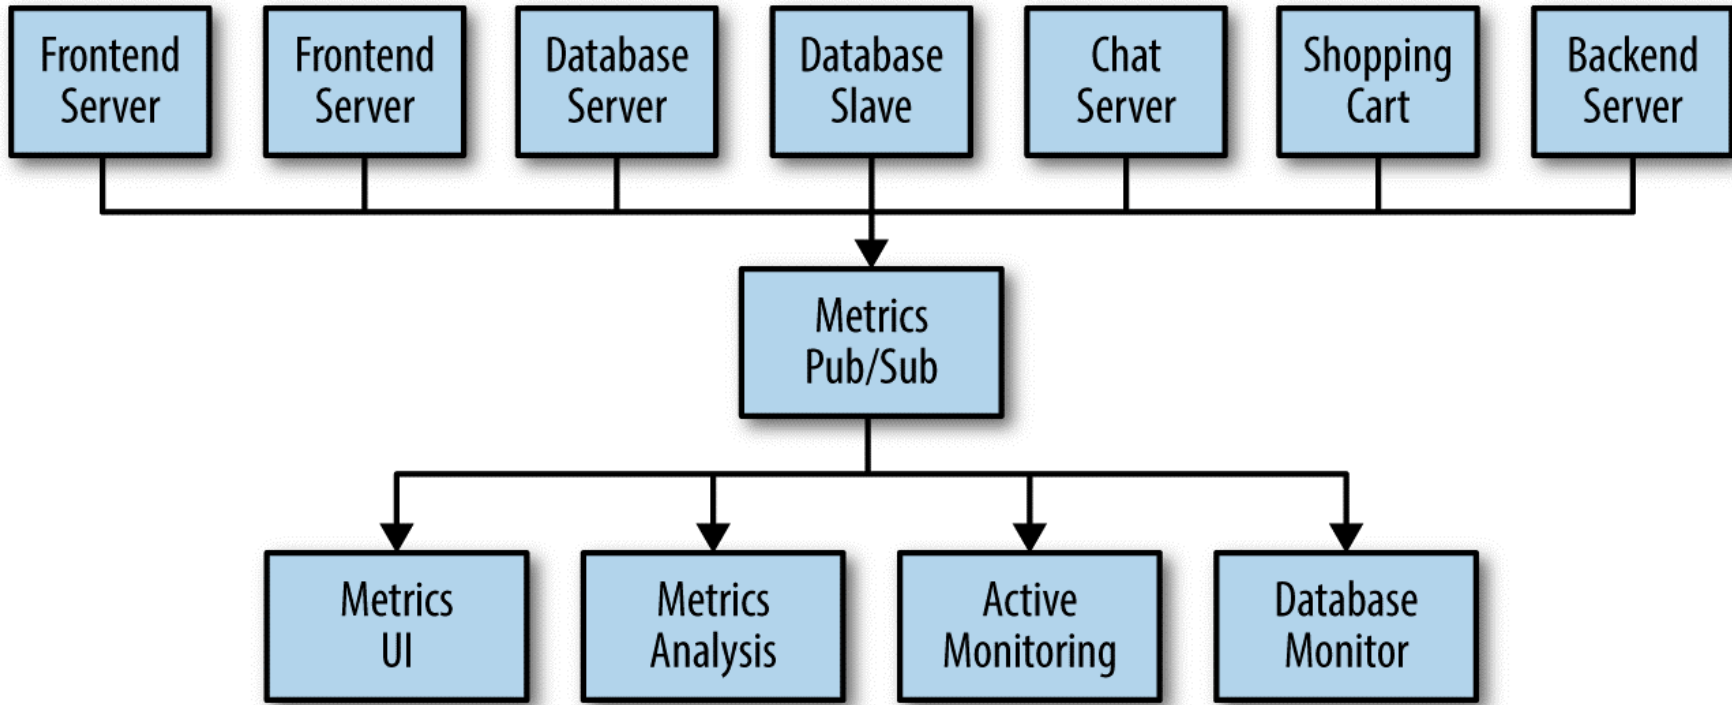 Frontend
Server
Frontend
Server
Database
Server
Database
Slave
Chat
Server
Shopping
Cart
Backend
Server
Metrics
Pub/Sub
Metrics
UI
Metrics
Analysis
Active
Monitoring
Database
Monitor